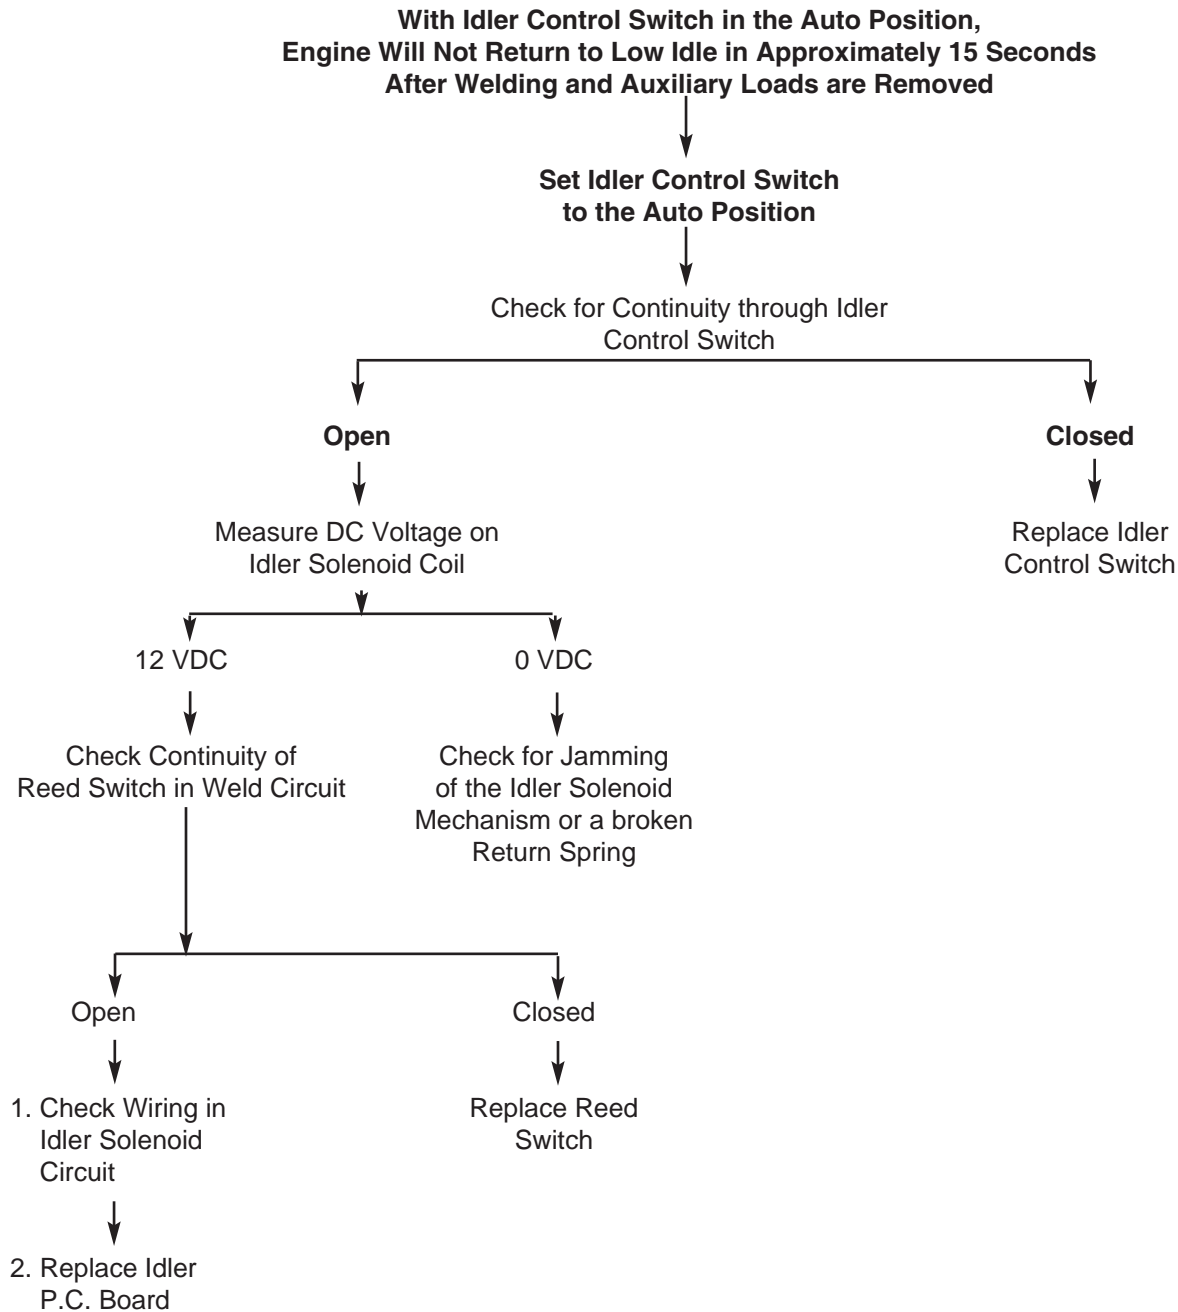 With Idler Control Switch in the Auto Position,
Engine Will Not Return to Low Idle in Approximately 15 Seconds
After Welding and Auxiliary Loads are Removed
Set Idler Control Switch
to the Auto Position
Check for Continuity through Idler
Control Switch
Open
Closed
Measure DC Voltage on
Idler Solenoid Coil
Replace Idler
Control Switch
12 VDC
0 VDC
Check Continuity of
Reed Switch in Weld Circuit
Check for Jamming
of the Idler Solenoid
Mechanism or a broken
Return Spring
Open
Closed
1. Check Wiring in
Idler Solenoid
Circuit
Replace Reed
Switch
2. Replace Idler
P.C. Board